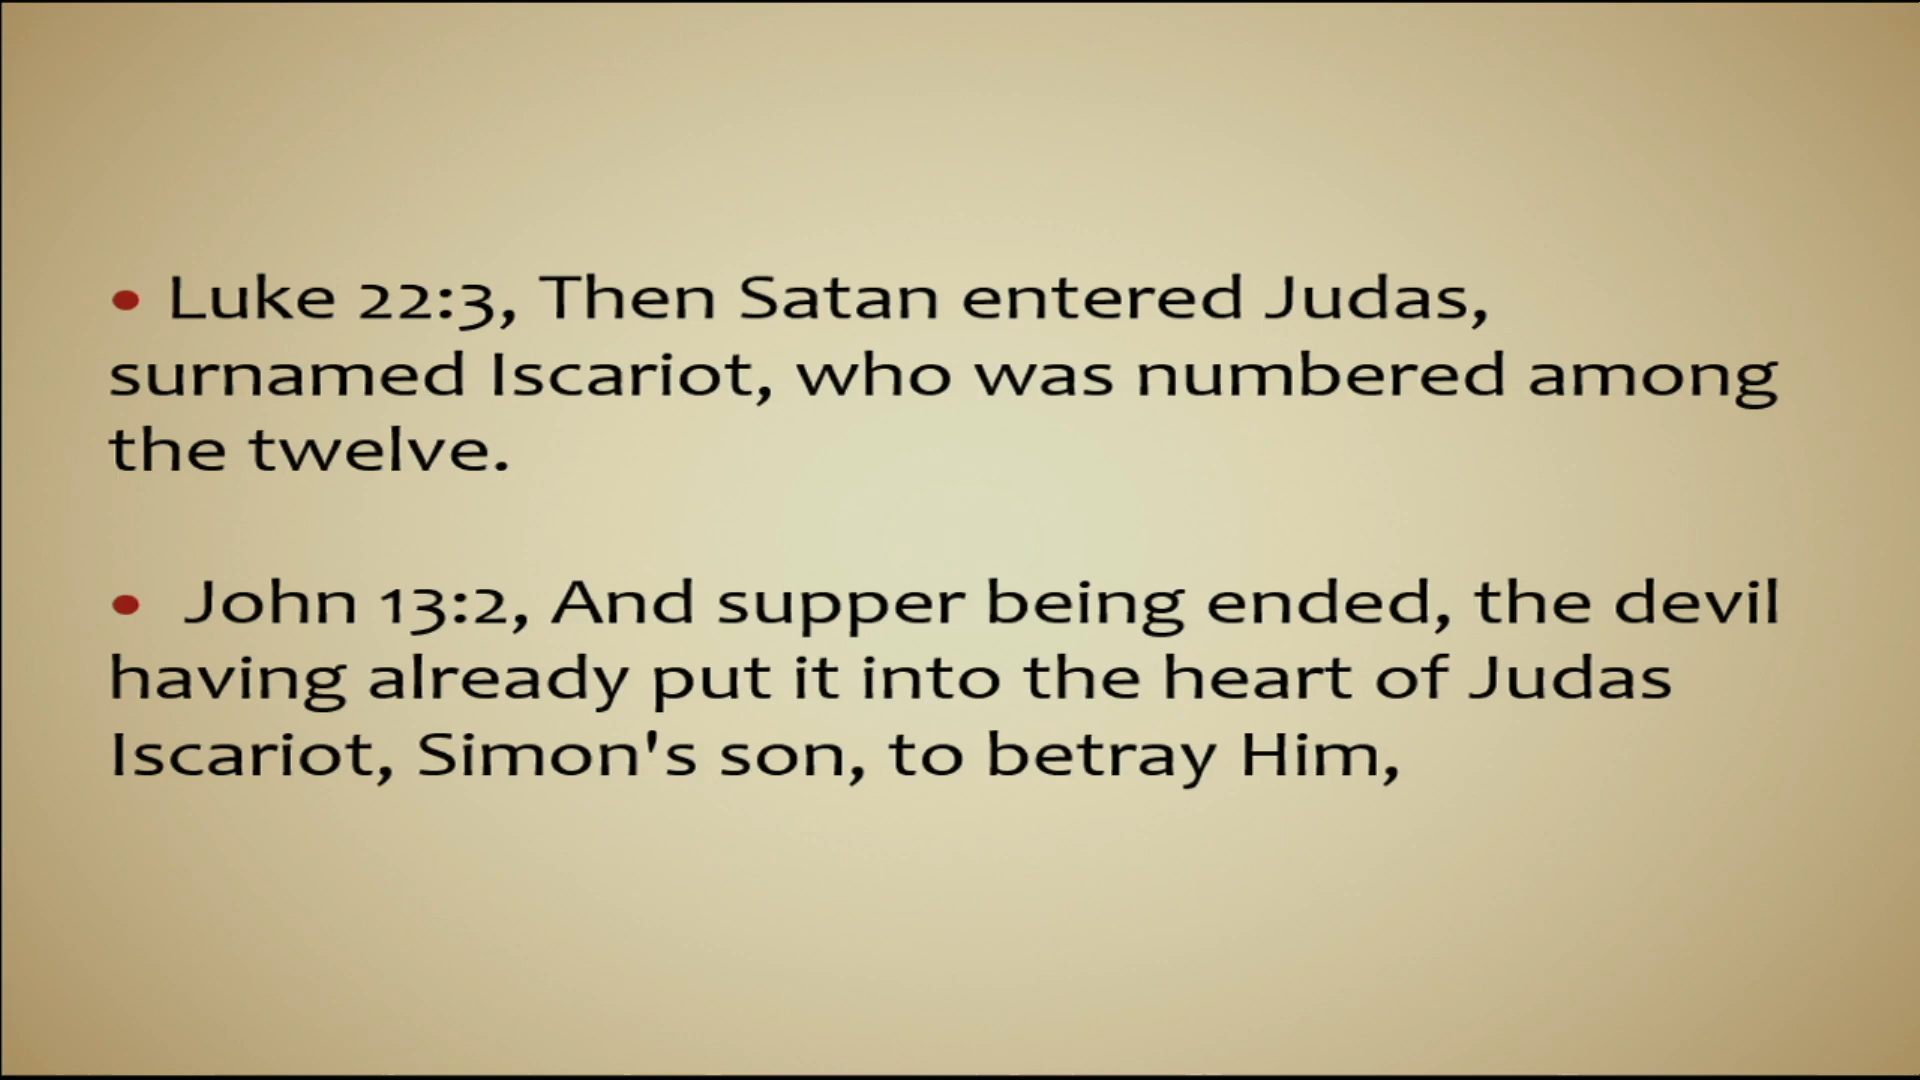 • Luke 22:3, Then Satan entered Judas,
surnamed Iscariot, who was numbered among
the twelve.
• John 13:2, And supper being ended, the devil
having already put it into the heart of Judas
Iscariot, Simon's son, to betray Him,